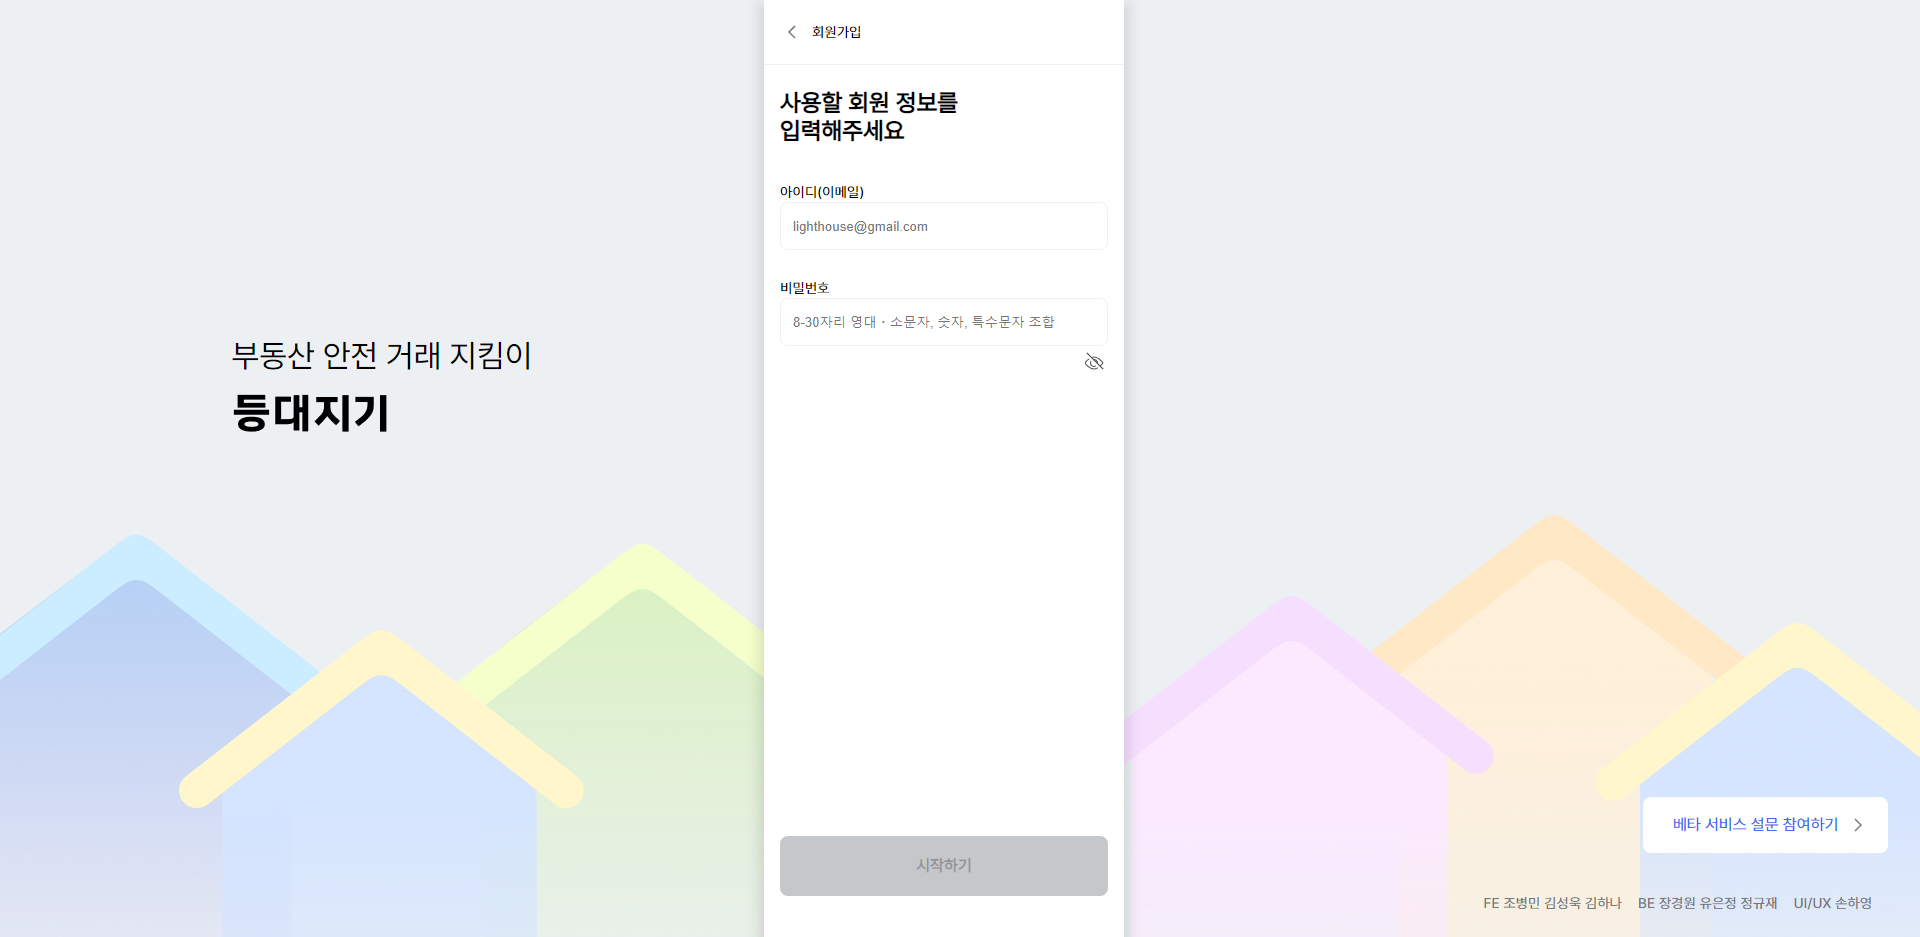 회원가입
사용할 회원 정보를
입력해주세요
아이디(이메일)
lighthouse@gmail.com
비밀번호
8-30자리 영대・소문자, 숫자, 특수문자 조합
부동산 안전 거래 지킴이
등대지기
시작하기
베타 서비스 설문 참여하기
FE 조병민 김성욱 김하나 BE 장경원 유은정 정규재 UI/UX 손하영